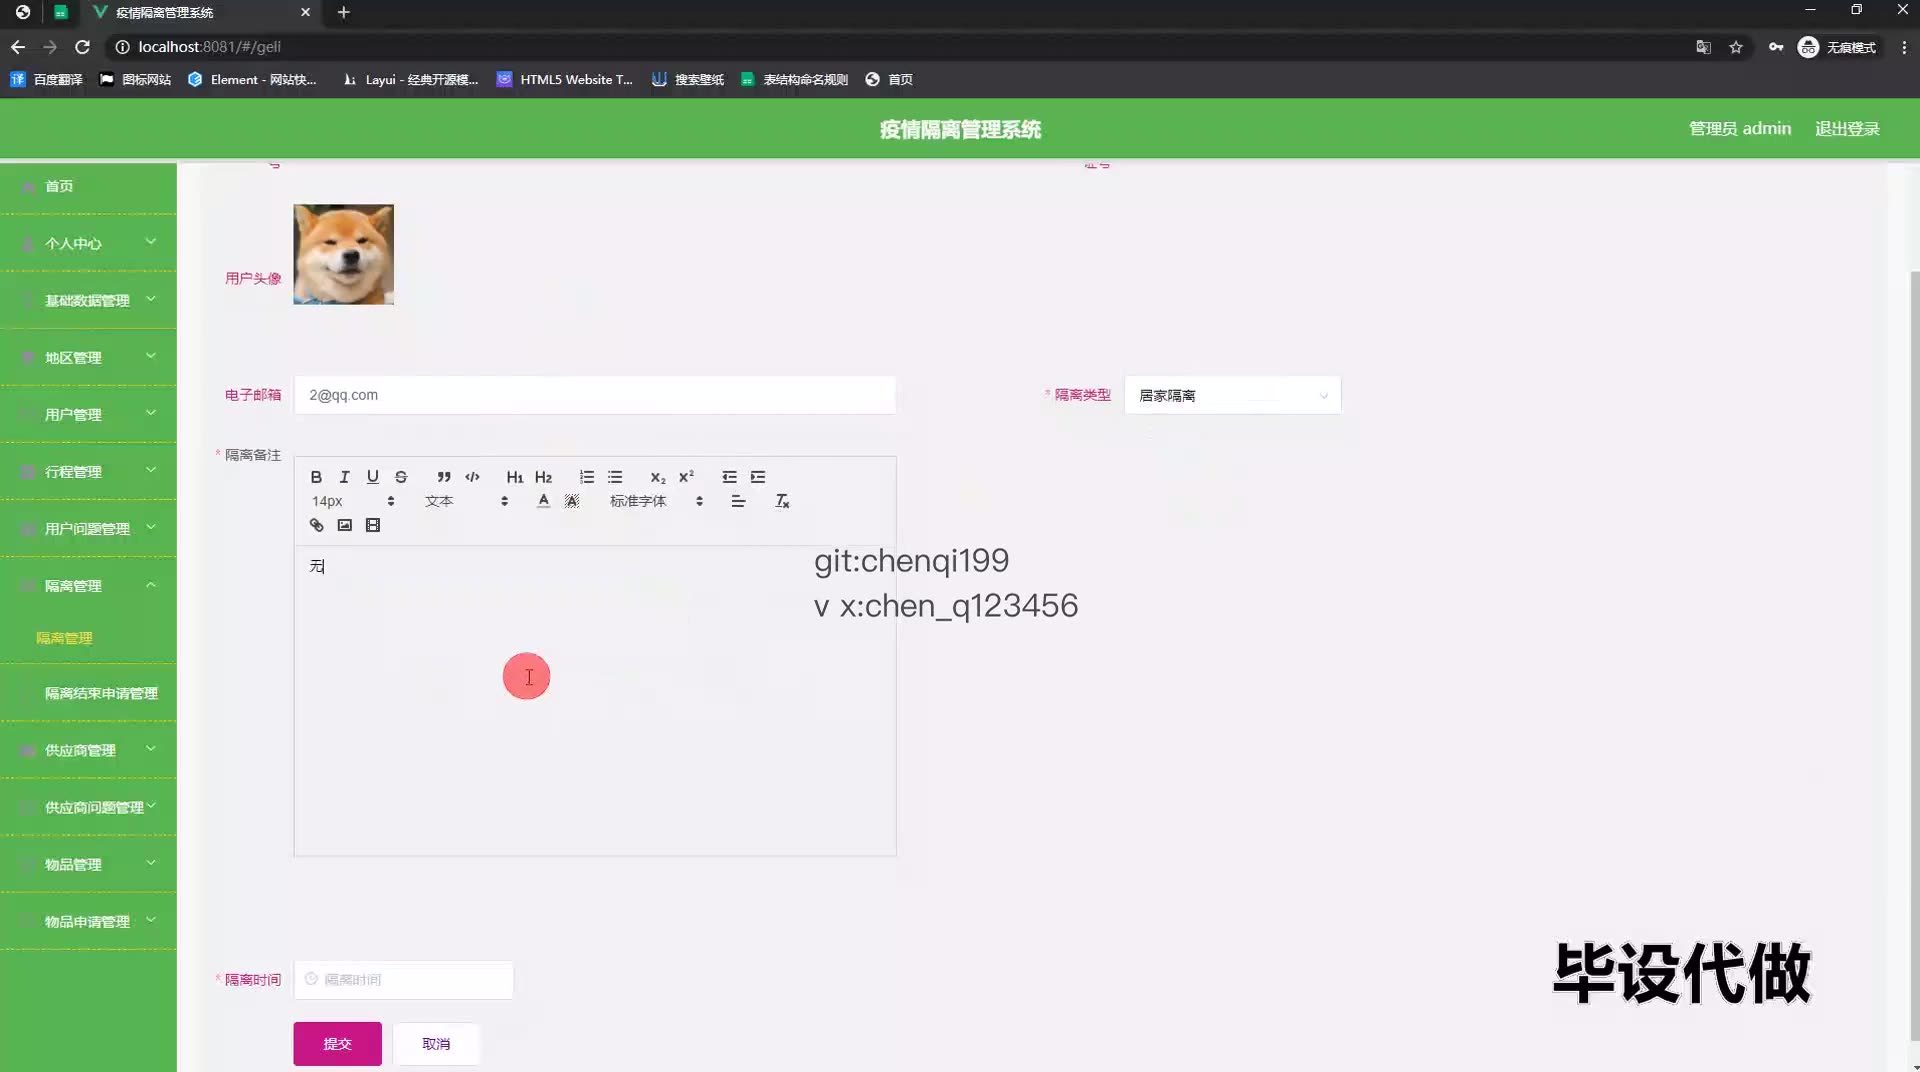 疫情隔离管理系统
localhost:8081/#/geli
无痕模式
百度翻译
图标网站
Element - 网站快...
Layui - 经典开源模...
HTML5 Website T...
搜索壁纸
表结构命名规则
首页
疫情隔离管理系统
管理员 admin
退出登录
首页
个人中心
基础数据管理
地区管理
用户管理
行程管理
用户问题管理
隔离管理
隔离管理
隔离结束申请管理
供应商管理
供应商问题管理
物品管理
物品申请管理
用户头像
电子邮箱
2@qq.com
* 隔离类型
居家隔离
* 隔离备注
B I U S H1 H2 x₂ x²
14px
文本
标准字体
无
git:chenqi199
v x:chen_q123456
* 隔离时间
隔离时间
提交
取消
毕设代做